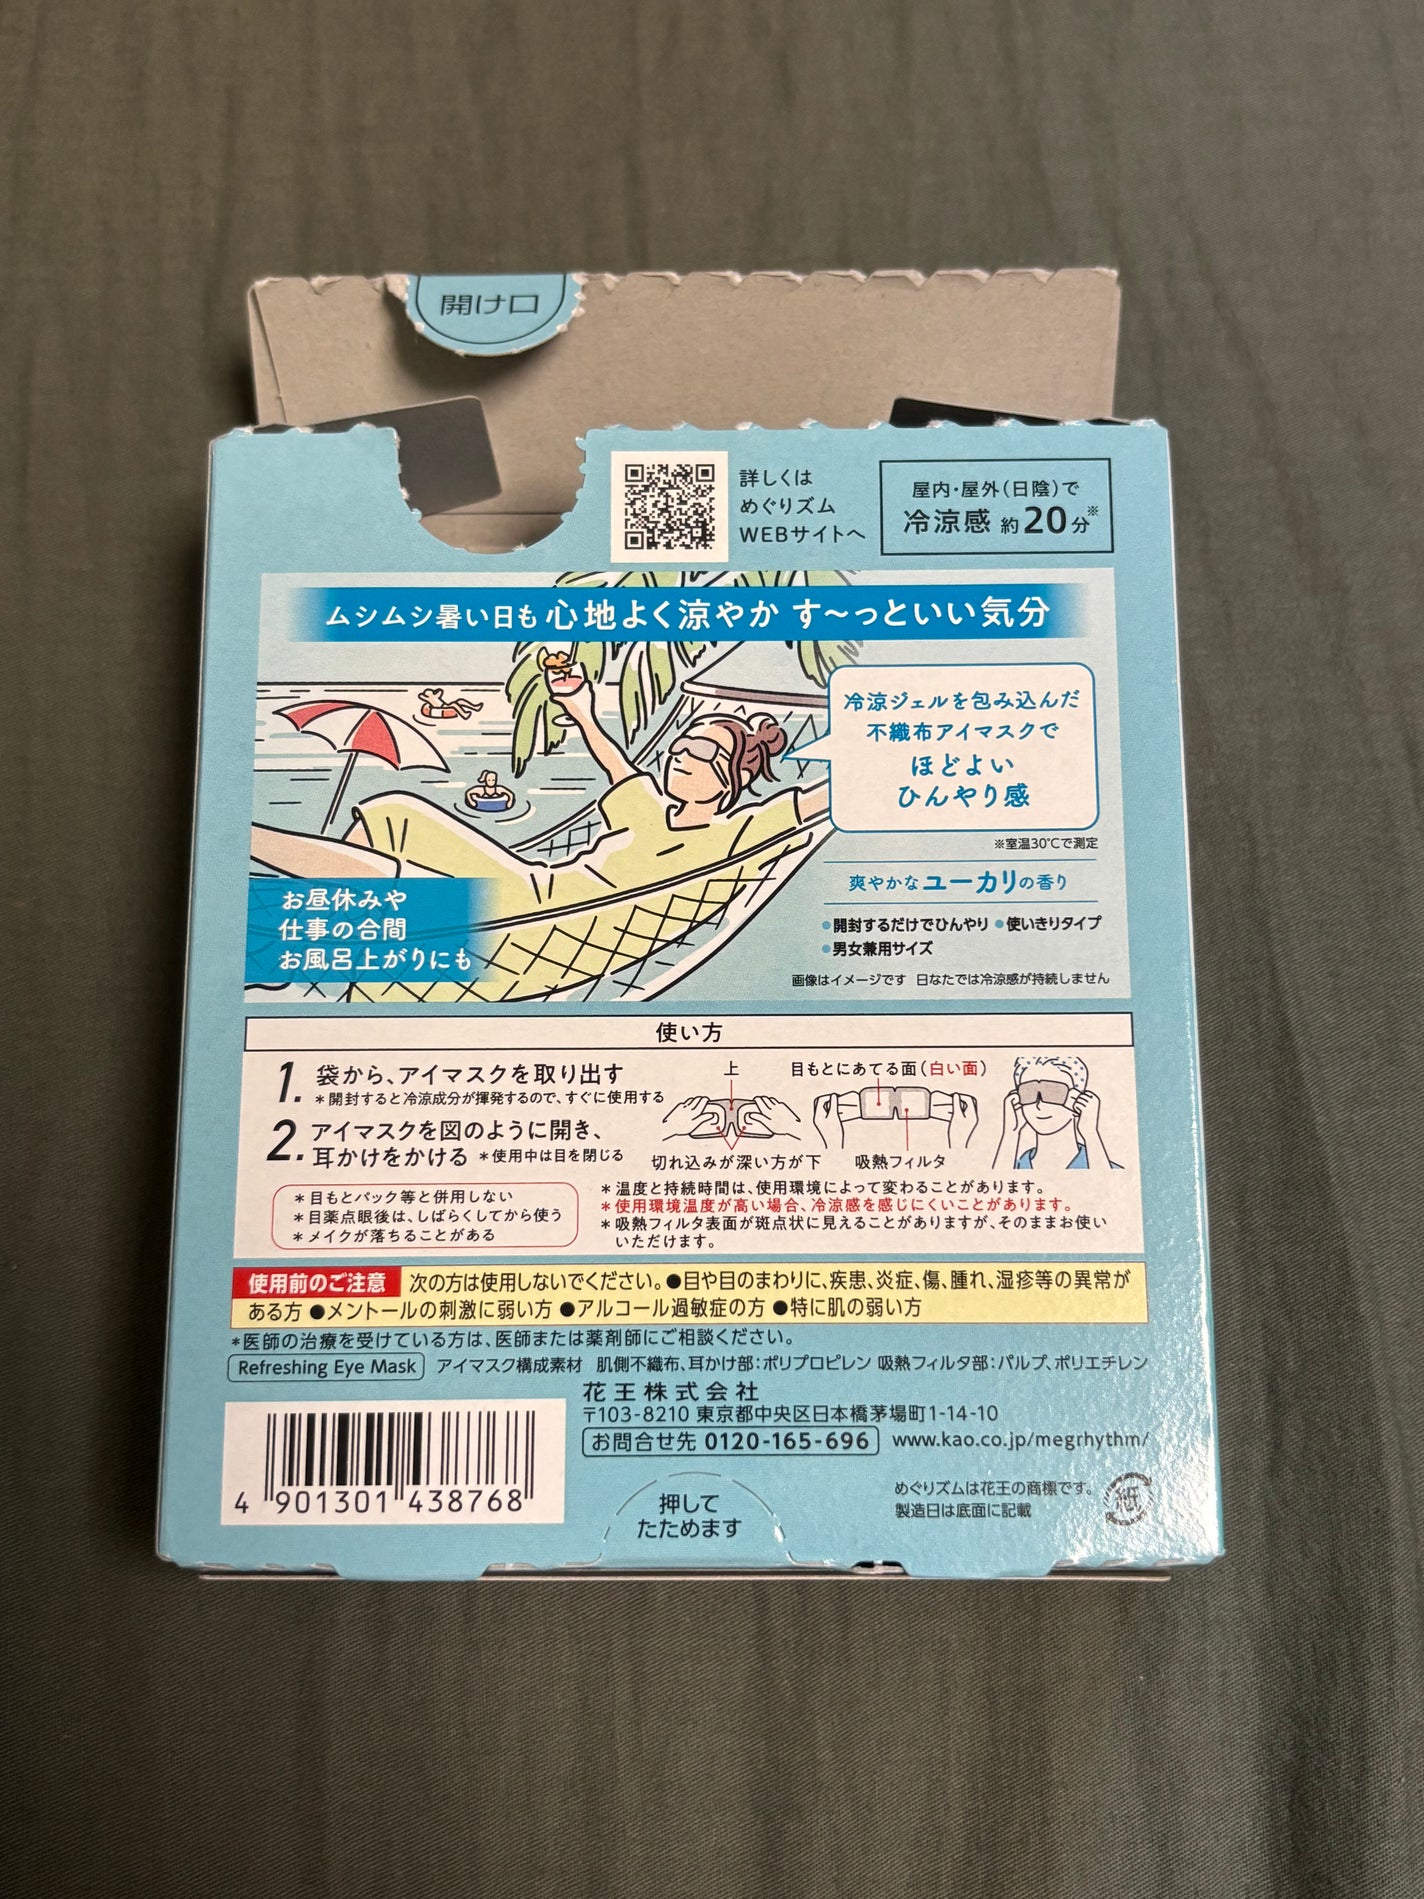 開け口
詳しくは
めぐりズム
WEBサイトへ
屋内・屋外(日陰)で
冷涼感 約20分※
ムシムシ暑い日も 心地よく涼やか す〜っといい気分
冷涼ジェルを包み込んだ
不織布アイマスクで
ほどよい
ひんやり感
※室温30℃で測定
爽やかなユーカリの香り
●開封するだけでひんやり ●使いきりタイプ
●男女兼用サイズ
画像はイメージです 日なたでは冷涼感が持続しません
お昼休みや
仕事の合間
お風呂上がりにも
使い方
1. 袋から、アイマスクを取り出す
＊開封すると冷涼成分が揮発するので、すぐに使用する
2. アイマスクを図のように開き、
耳かけをかける ＊使用中は目を閉じる
上
切れ込みが深い方が下
目もとにあてる面(白い面)
吸熱フィルタ
＊目もとパック等と併用しない
＊目薬点眼後は、しばらくしてから使う
＊メイクが落ちることがある
＊温度と持続時間は、使用環境によって変わることがあります。
＊使用環境温度が高い場合、冷涼感を感じにくいことがあります。
＊吸熱フィルタ表面が斑点状に見えることがありますが、そのままお使い
いただけます。
使用前のご注意 次の方は使用しないでください。●目や目のまわりに、疾患、炎症、傷、腫れ、湿疹等の異常が
ある方 ●メントールの刺激に弱い方 ●アルコール過敏症の方 ●特に肌の弱い方
＊医師の治療を受けている方は、医師または薬剤師にご相談ください。
Refreshing Eye Mask アイマスク構成素材 肌側不織布、耳かけ部：ポリプロピレン 吸熱フィルタ部：パルプ、ポリエチレン
花王株式会社
〒103-8210 東京都中央区日本橋茅場町1-14-10
お問合せ先 0120-165-696 www.kao.co.jp/megrhythm/
4 901301 438768
押して
たためます
めぐりズムは花王の商標です。
製造日は底面に記載
紙